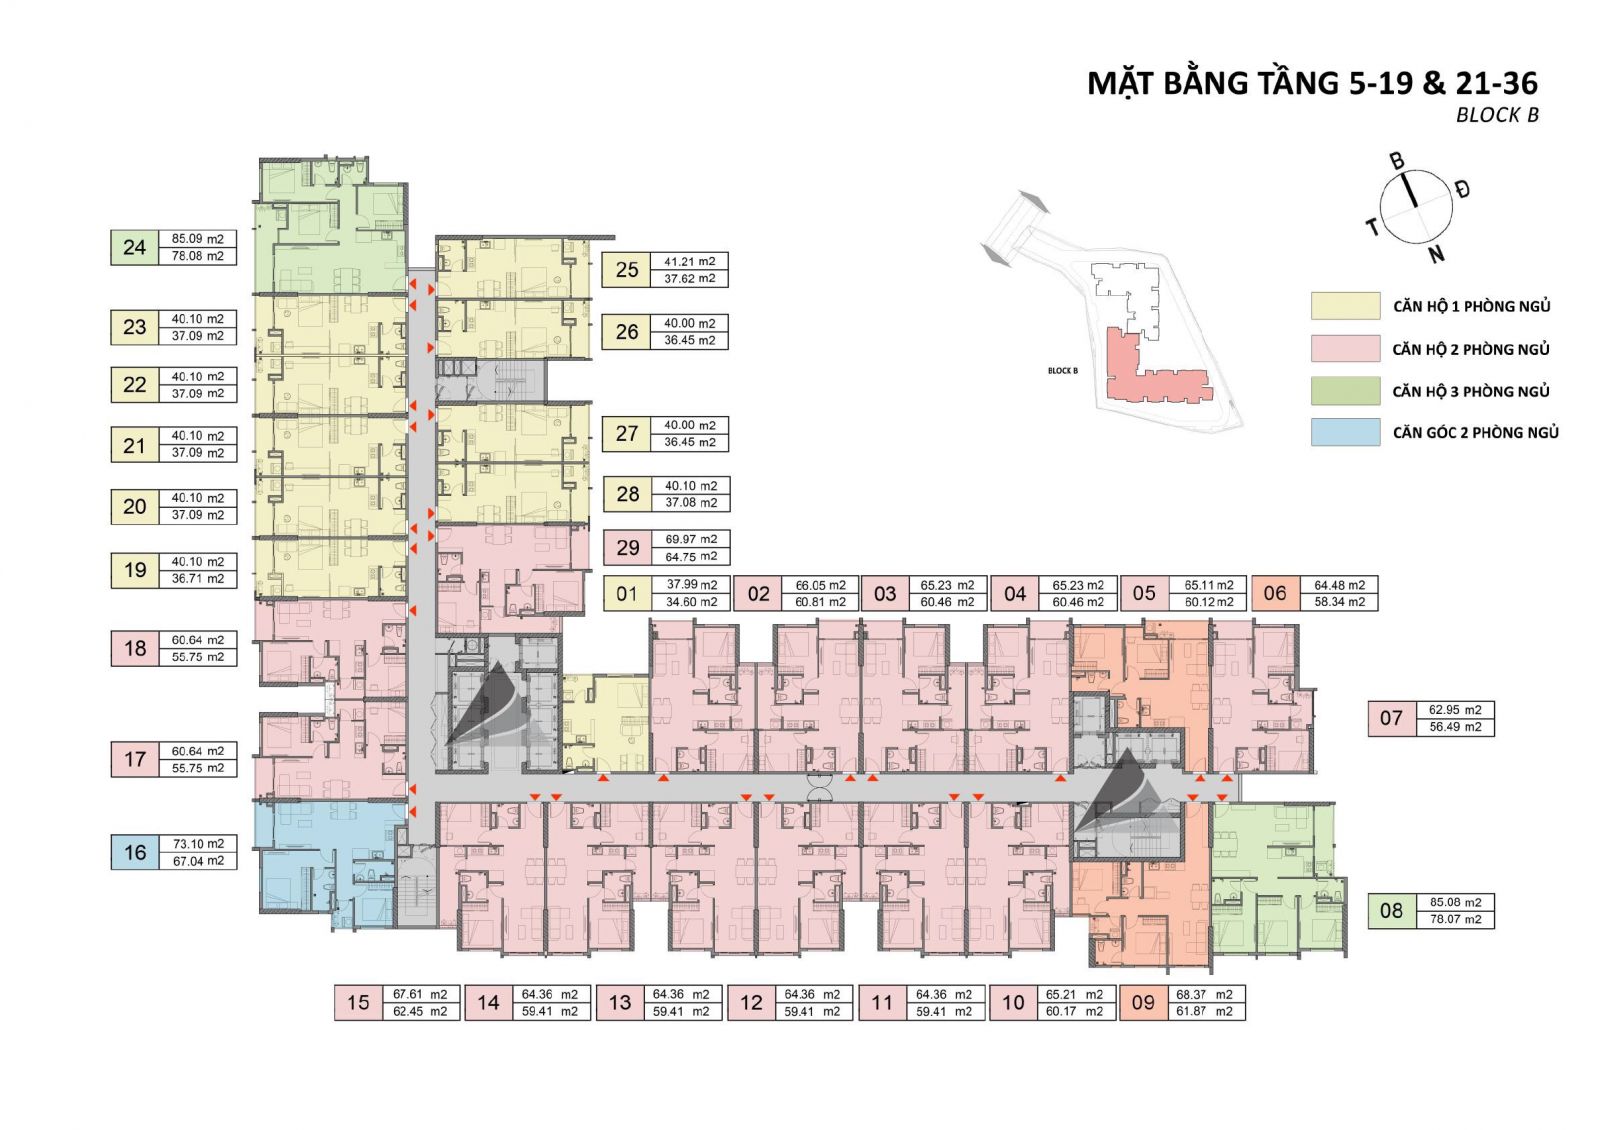 MẶT BẰNG TẦNG 5-19 & 21-36
BLOCK B
B
Đ
T
N
BLOCK B
CĂN HỘ 1 PHÒNG NGỦ
CĂN HỘ 2 PHÒNG NGỦ
CĂN HỘ 3 PHÒNG NGỦ
CĂN GÓC 2 PHÒNG NGỦ
24
85.09 m2
78.08 m2
23
40.10 m2
37.09 m2
22
40.10 m2
37.09 m2
21
40.10 m2
37.09 m2
20
40.10 m2
37.09 m2
19
40.10 m2
36.71 m2
18
60.64 m2
55.75 m2
17
60.64 m2
55.75 m2
16
73.10 m2
67.04 m2
25
41.21 m2
37.62 m2
26
40.00 m2
36.45 m2
27
40.00 m2
36.45 m2
28
40.10 m2
37.08 m2
29
69.97 m2
64.75 m2
01
37.99 m2
34.60 m2
02
66.05 m2
60.81 m2
03
65.23 m2
60.46 m2
04
65.23 m2
60.46 m2
05
65.11 m2
60.12 m2
06
64.48 m2
58.34 m2
07
62.95 m2
56.49 m2
08
85.08 m2
78.07 m2
15
67.61 m2
62.45 m2
14
64.36 m2
59.41 m2
13
64.36 m2
59.41 m2
12
64.36 m2
59.41 m2
11
64.36 m2
59.41 m2
10
65.21 m2
60.17 m2
09
68.37 m2
61.87 m2